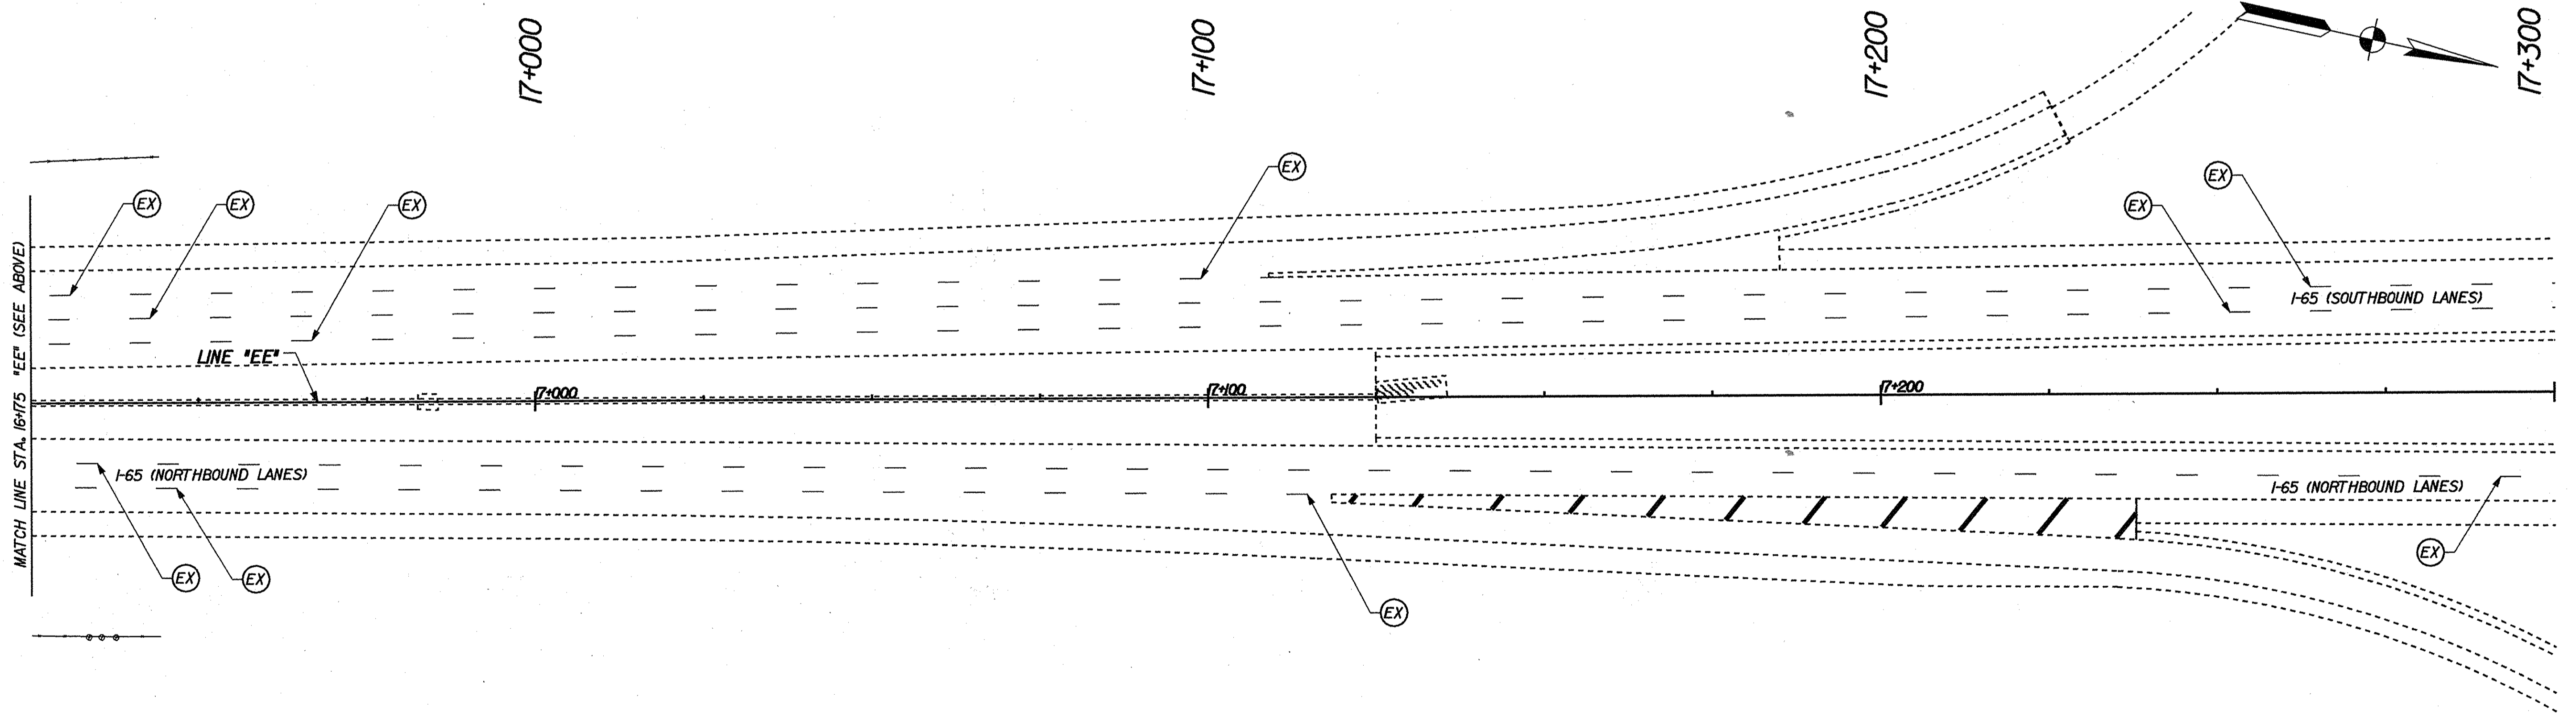 17+000
17+100
17+200
17+300
EX
EX
EX
EX
EX
EX
MATCH LINE STA. 16+175 "EE" (SEE ABOVE)
I-65 (SOUTHBOUND LANES)
LINE "EE"
17+000
17+100
17+200
I-65 (NORTHBOUND LANES)
I-65 (NORTHBOUND LANES)
EX
EX
EX
EX